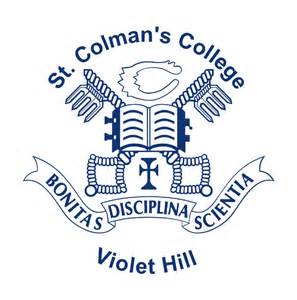 St. Colman's College
BONITAS DISCIPLINA SCIENTIA
Violet Hill